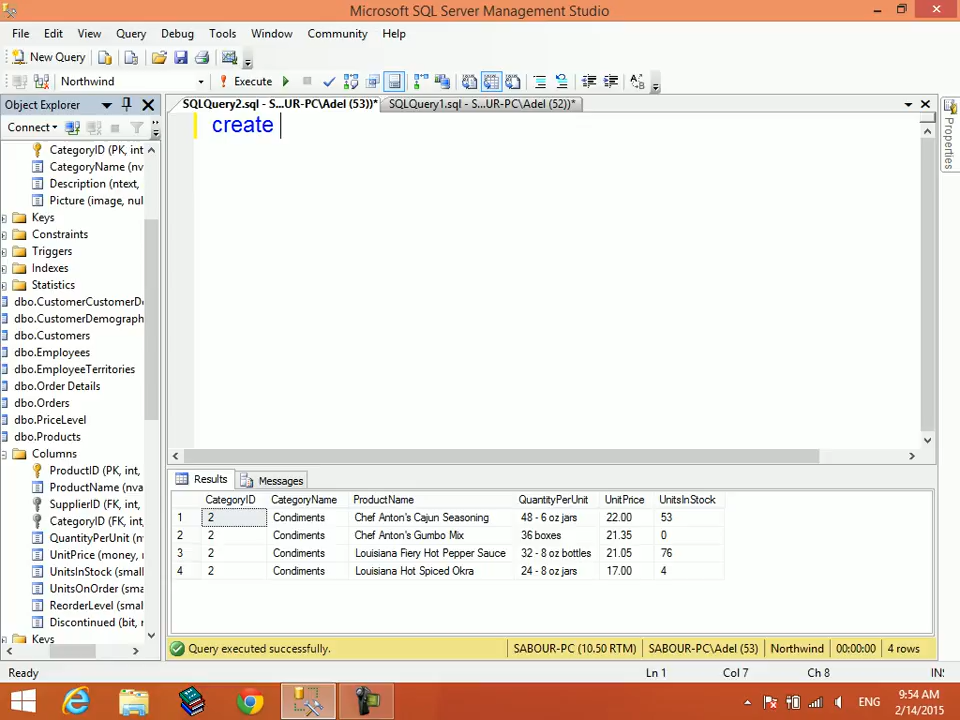 Microsoft SQL Server Management Studio
File Edit View Query Debug Tools Window Community Help
New Query
Northwind Execute
Object Explorer
SQLQuery2.sql - S...UR-PC\Adel (53))* SQLQuery1.sql - S...UR-PC\Adel (52))*
Connect
create
Properties
CategoryID (PK, int
CategoryName (nv
Description (ntext,
Picture (image, nul
Keys
Constraints
Triggers
Indexes
Statistics
dbo.CustomerCustomerD
dbo.CustomerDemograph
dbo.Customers
dbo.Employees
dbo.EmployeeTerritories
dbo.Order Details
dbo.Orders
dbo.PriceLevel
dbo.Products
Columns
ProductID (PK, int,
ProductName (nva
SupplierID (FK, int
CategoryID (FK, int
QuantityPerUnit (n
UnitPrice (money, n
UnitsInStock (small
UnitsOnOrder (sma
ReorderLevel (smal
Discontinued (bit, r
Keys
Results Messages
CategoryID CategoryName ProductName QuantityPerUnit UnitPrice UnitsInStock
1 2 Condiments Chef Anton's Cajun Seasoning 48 - 6 oz jars 22.00 53
2 2 Condiments Chef Anton's Gumbo Mix 36 boxes 21.35 0
3 2 Condiments Louisiana Fiery Hot Pepper Sauce 32 - 8 oz bottles 21.05 76
4 2 Condiments Louisiana Hot Spiced Okra 24 - 8 oz jars 17.00 4
Query executed successfully. SABOUR-PC (10.50 RTM) SABOUR-PC\Adel (53) Northwind 00:00:00 4 rows
Ready Ln 1 Col 7 Ch 8 INS
ENG 9:54 AM
2/14/2015